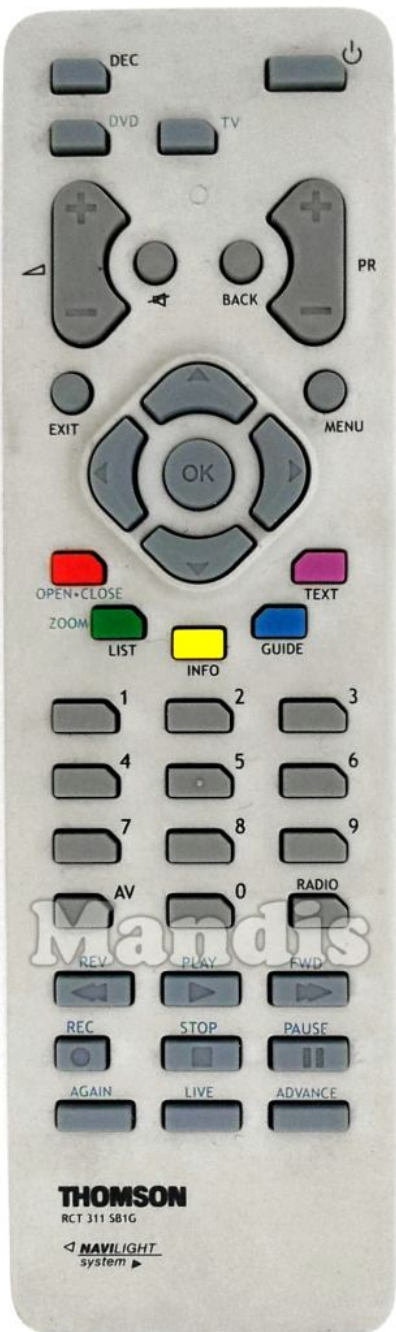 DEC
DVD TV
PR
BACK
EXIT MENU
OK
OPEN•CLOSE TEXT
ZOOM LIST GUIDE
INFO
1 2 3
4 5 6
7 8 9
AV 0 RADIO
Mandis
REV PLAY FWD
REC STOP PAUSE
AGAIN LIVE ADVANCE
THOMSON
RCT 311 SB1G
NAVILIGHT
system